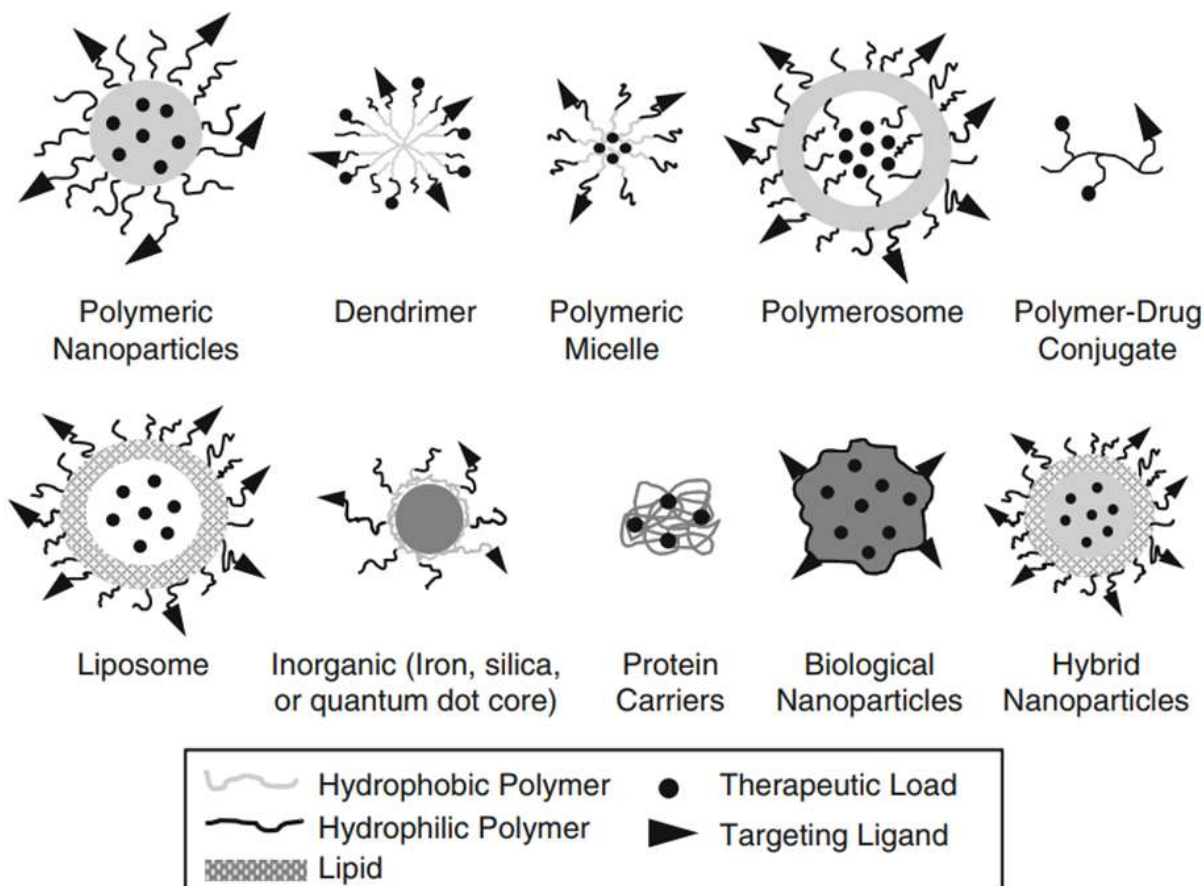 Polymeric
Nanoparticles
Dendrimer
Polymeric
Micelle
Polymerosome
Polymer-Drug
Conjugate
Liposome
Inorganic (Iron, silica,
or quantum dot core)
Protein
Carriers
Biological
Nanoparticles
Hybrid
Nanoparticles
Hydrophobic Polymer
Therapeutic Load
Hydrophilic Polymer
Targeting Ligand
Lipid